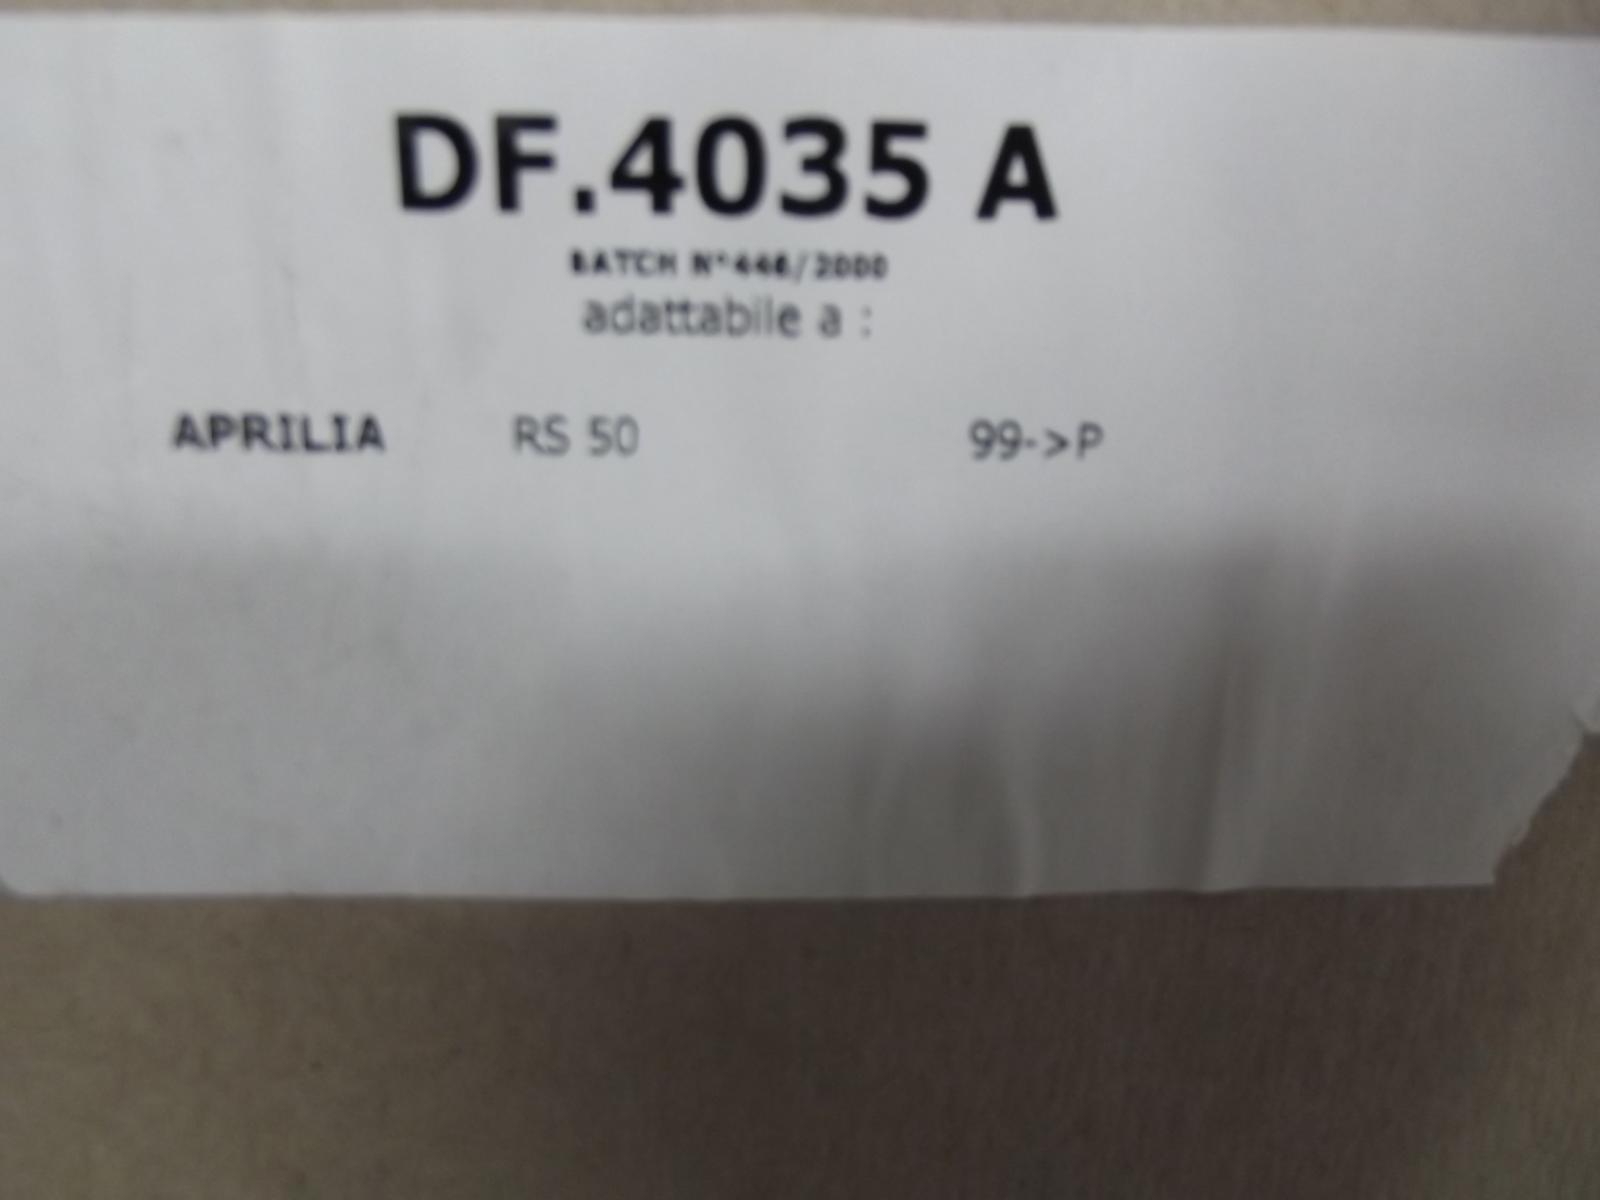 DF.4035 A
BATCH N°446/2000
adattabile a :
APRILIA RS 50 99->P